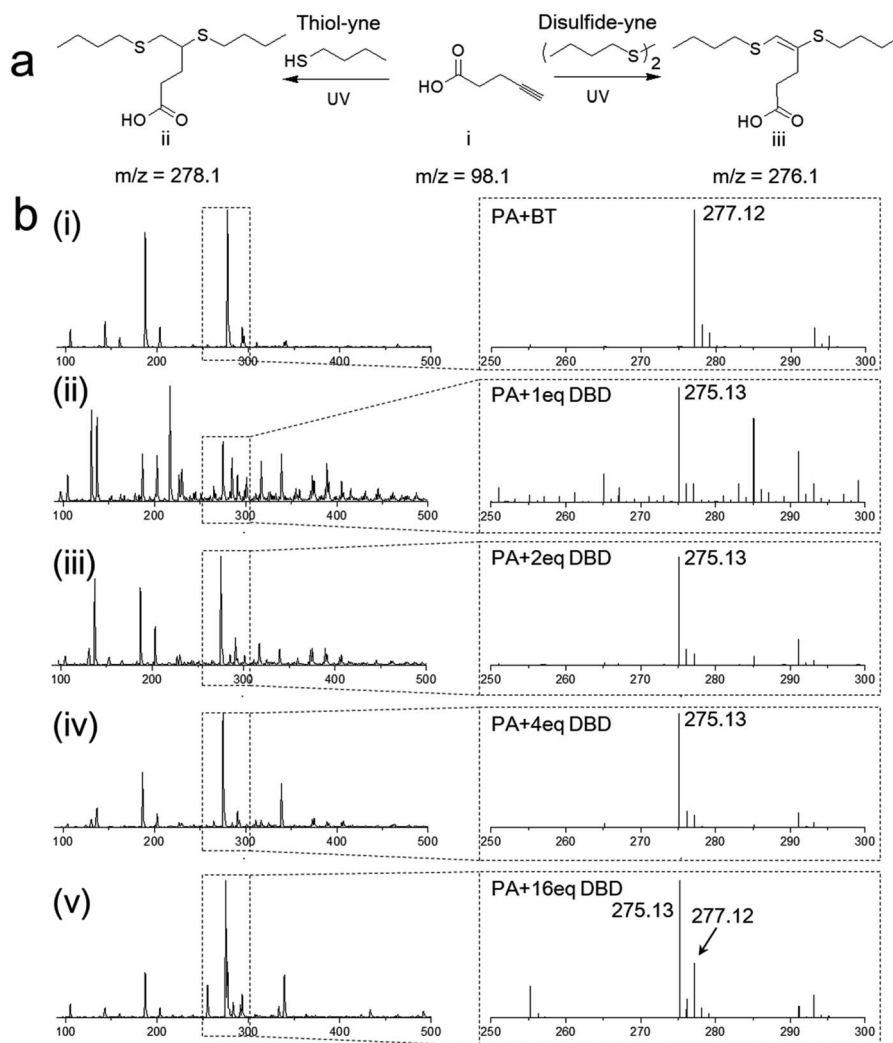 a
Thiol-yne
HS
UV
S
S
HO
O
ii
m/z = 278.1
O
HO
i
m/z = 98.1
Disulfide-yne
( S )2
UV
S
S
HO
O
iii
m/z = 276.1
b
(i)
100 200 300 400 500
PA+BT
277.12
250 260 270 280 290 300
(ii)
100 200 300 400 500
PA+1eq DBD
275.13
250 260 270 280 290 300
(iii)
100 200 300 400 500
PA+2eq DBD
275.13
250 260 270 280 290 300
(iv)
100 200 300 400 500
PA+4eq DBD
275.13
250 260 270 280 290 300
(v)
100 200 300 400 500
PA+16eq DBD
275.13
277.12
250 260 270 280 290 300